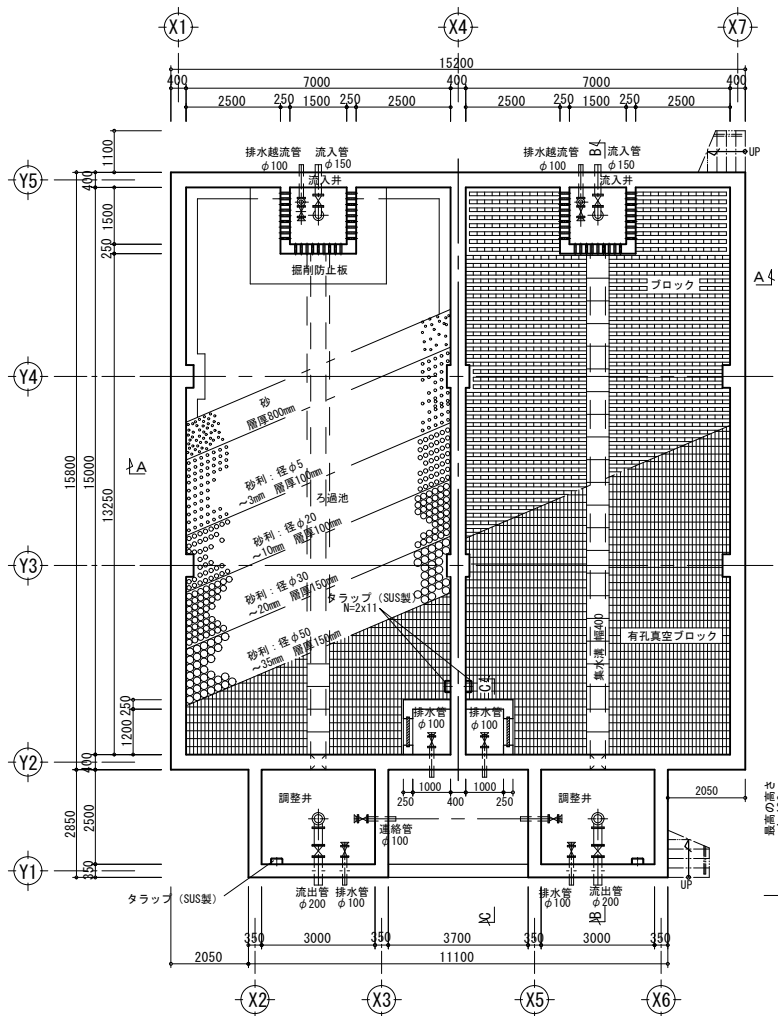 X1
X4
X7
15200
400
7000
400
7000
400
2500
250
1500
250
2500
2500
250
1500
250
2500
1100
排水越流管
φ100
流入管
φ150
流入井
排水越流管
φ100
B
流入管
φ150
流入井
UP
Y5
400
1500
250
掘削防止板
ブロック
A
Y4
砂
層厚800mm
15800
15000
13250
A
砂利：径φ5
～3mm 層厚100mm
ろ過池
砂利：径φ20
～10mm 層厚100mm
Y3
砂利：径φ30
～20mm 層厚150mm
タラップ（SUS製）
N=2x11
砂利：径φ50
～35mm 層厚150mm
集水溝 幅400
有孔真空ブロック
C
250
1200
排水管
φ100
排水管
φ100
Y2
400
250
1000
400
1000
250
2050
2850
2500
調整井
調整井
連絡管
φ100
最高の高さ
Y1
350
UP
タラップ（SUS製）
流出管
φ200
排水管
φ100
排水管
φ100
流出管
φ200
C
B
350
3000
350
3700
350
3000
350
2050
11100
X2
X3
X5
X6